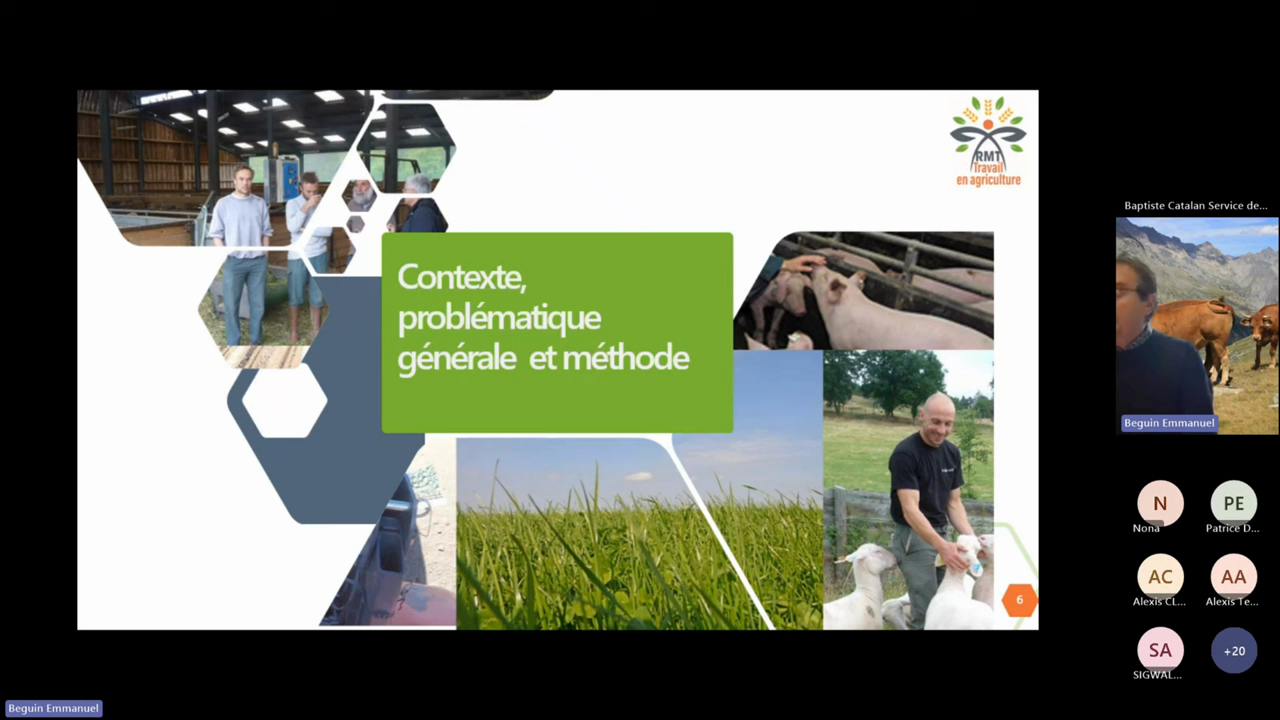 RMT
Travail
en agriculture
Contexte,
problématique
générale et méthode
6
Baptiste Catalan Service de...
Beguin Emmanuel
N
Nona
PE
Patrice D...
AC
Alexis CL...
AA
Alexis Te...
SA
SIGWAL...
+20
Beguin Emmanuel